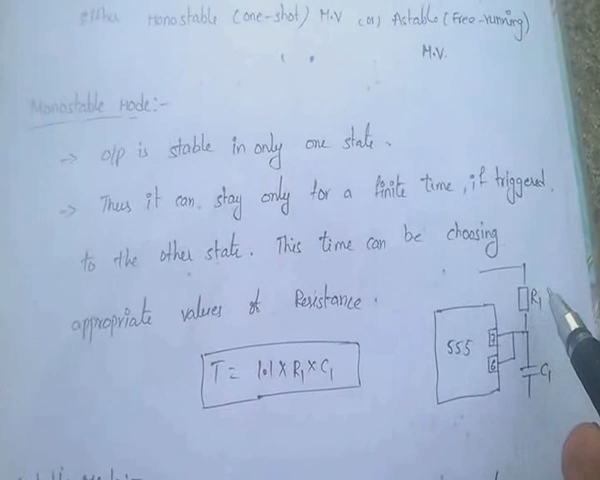 either Monostable (one-shot) M.V (or) Astable (Free-running)
M.V.
Monostable Mode:-
→ O/p is stable in only one state.
→ Thus it can stay only for a finite time, if triggered
to the other state. This time can be choosing
appropriate values of Resistance.
T = 1.1 X R1 X C1
R1
555
7
6
C1